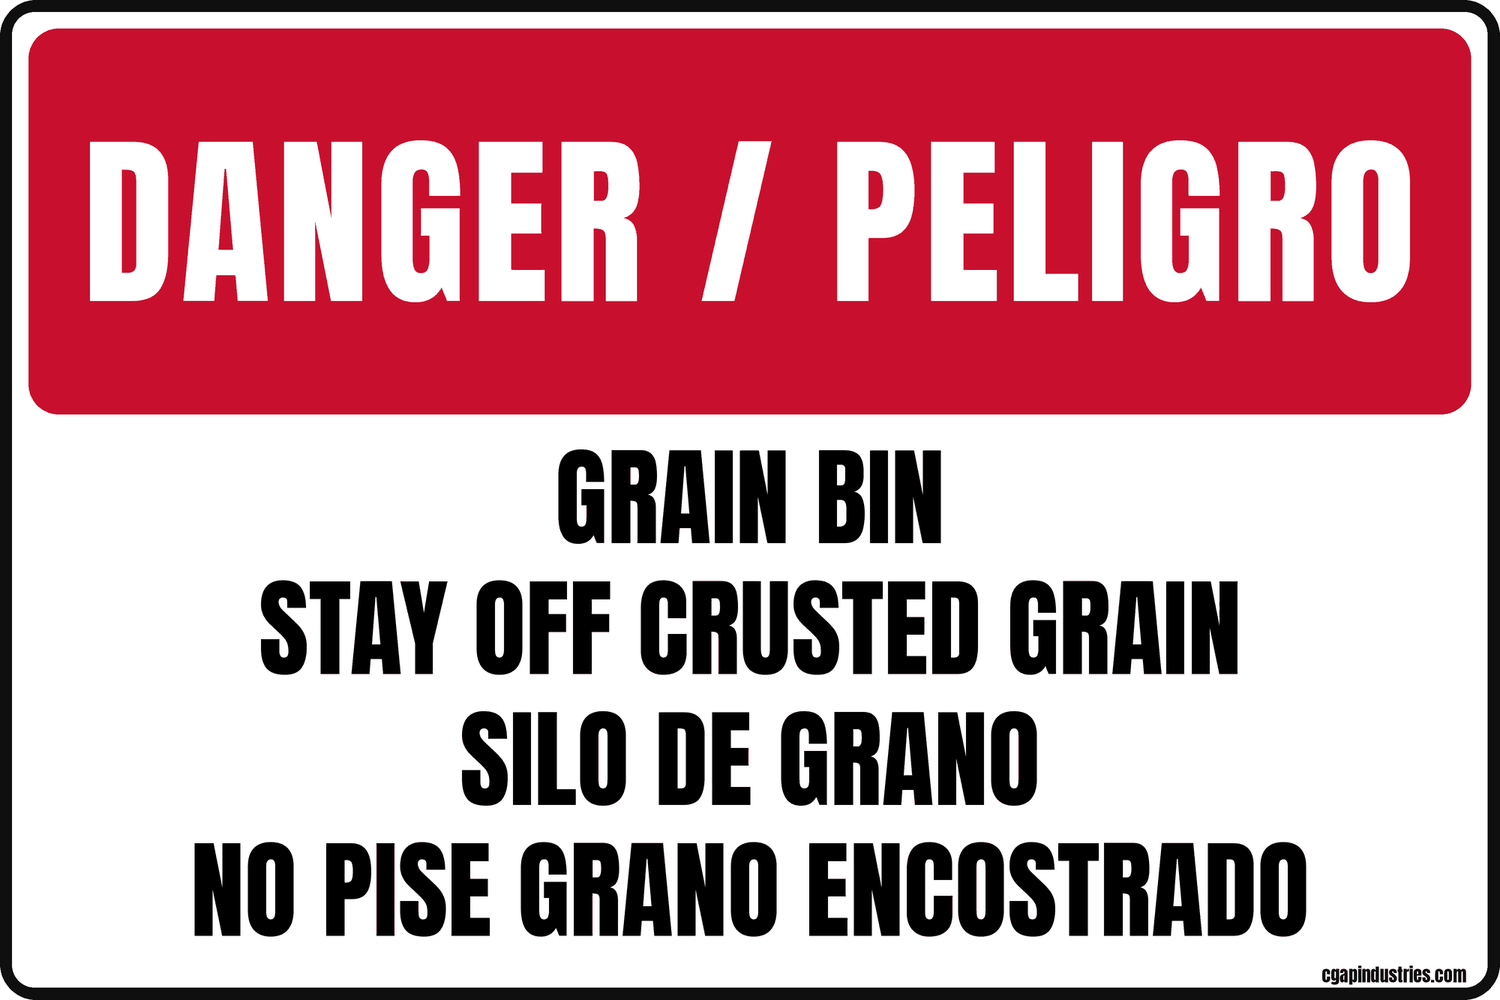 DANGER / PELIGRO
GRAIN BIN
STAY OFF CRUSTED GRAIN
SILO DE GRANO
NO PISE GRANO ENCOSTRADO
cgapindustries.com